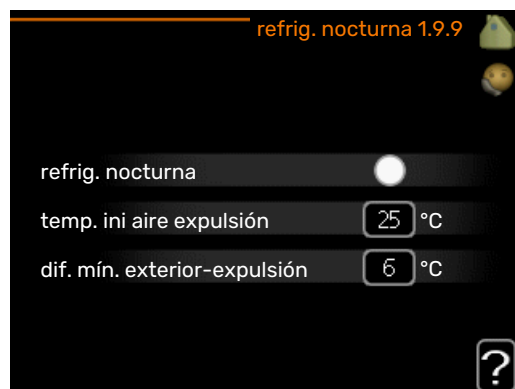 refrig. nocturna 1.9.9
refrig. nocturna
temp. ini aire expulsión 25 °C
dif. mín. exterior-expulsión 6 °C
?